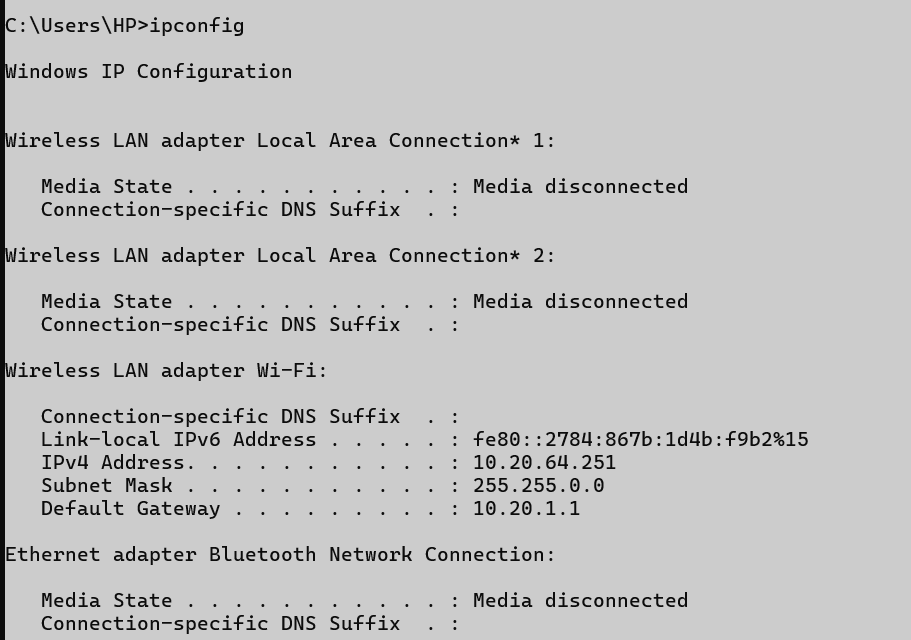 C:\Users\HP>ipconfig
Windows IP Configuration
Wireless LAN adapter Local Area Connection* 1:
   Media State . . . . . . . . . . . : Media disconnected
   Connection-specific DNS Suffix  . :
Wireless LAN adapter Local Area Connection* 2:
   Media State . . . . . . . . . . . : Media disconnected
   Connection-specific DNS Suffix  . :
Wireless LAN adapter Wi-Fi:
   Connection-specific DNS Suffix  . :
   Link-local IPv6 Address . . . . . : fe80::2784:867b:1d4b:f9b2%15
   IPv4 Address. . . . . . . . . . . : 10.20.64.251
   Subnet Mask . . . . . . . . . . . : 255.255.0.0
   Default Gateway . . . . . . . . . : 10.20.1.1
Ethernet adapter Bluetooth Network Connection:
   Media State . . . . . . . . . . . : Media disconnected
   Connection-specific DNS Suffix  . :